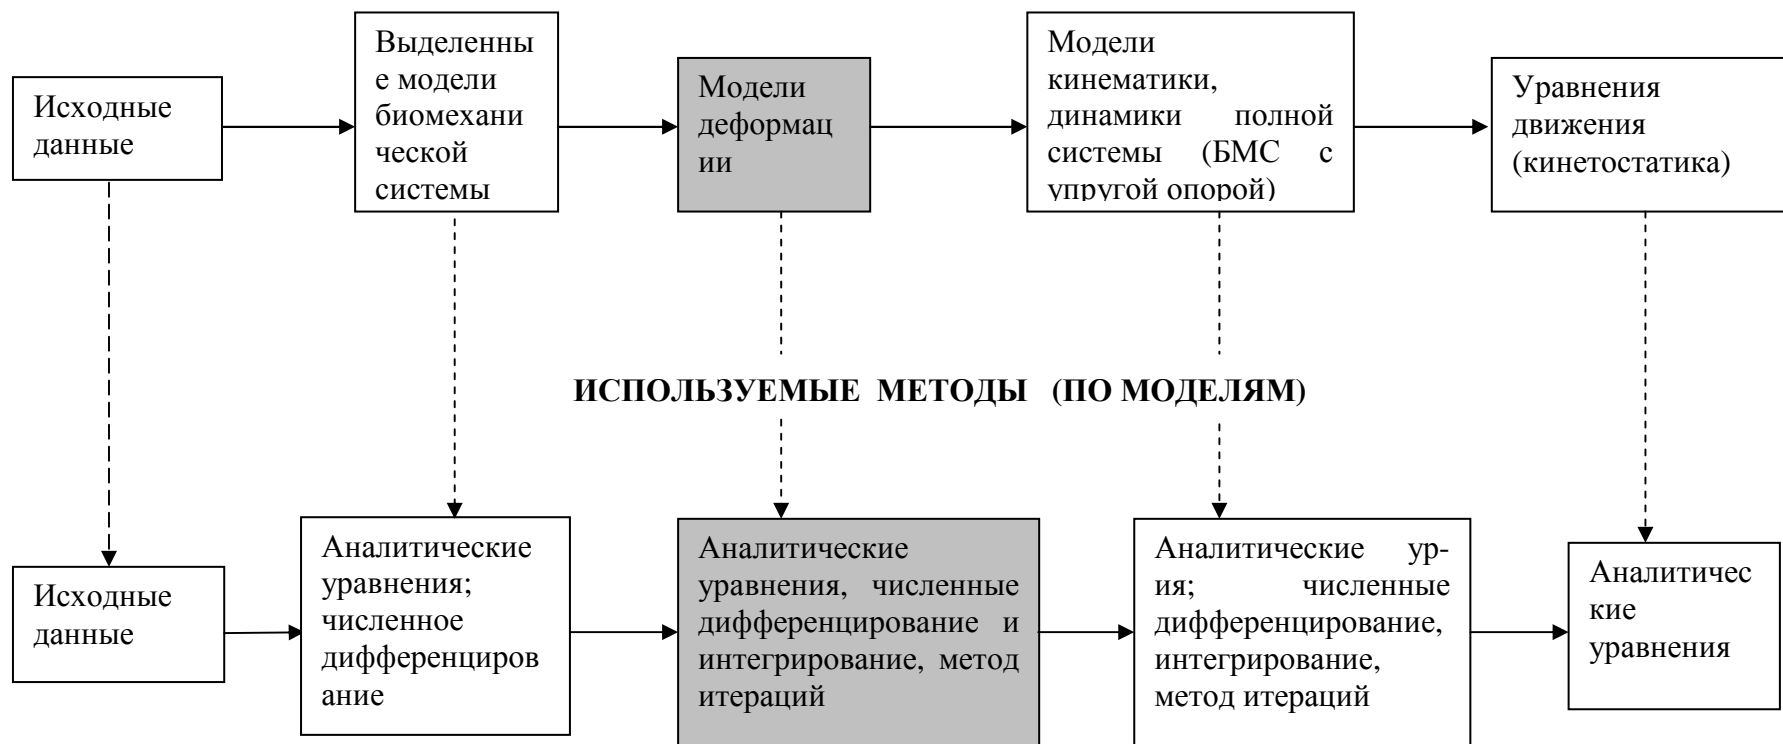 Исходные
данные
Выделенны
е модели
биомехани
ческой
системы
Модели
деформац
ии
Модели
кинематики,
динамики полной
системы (БМС с
упругой опорой)
Уравнения
движения
(кинетостатика)
ИСПОЛЬЗУЕМЫЕ МЕТОДЫ (ПО МОДЕЛЯМ)
Исходные
данные
Аналитические
уравнения;
численное
дифференциров
ание
Аналитические
уравнения, численные
дифференцирование и
интегрирование, метод
итераций
Аналитические ур-
ия; численные
дифференцирование,
интегрирование,
метод итераций
Аналитичес
кие
уравнения